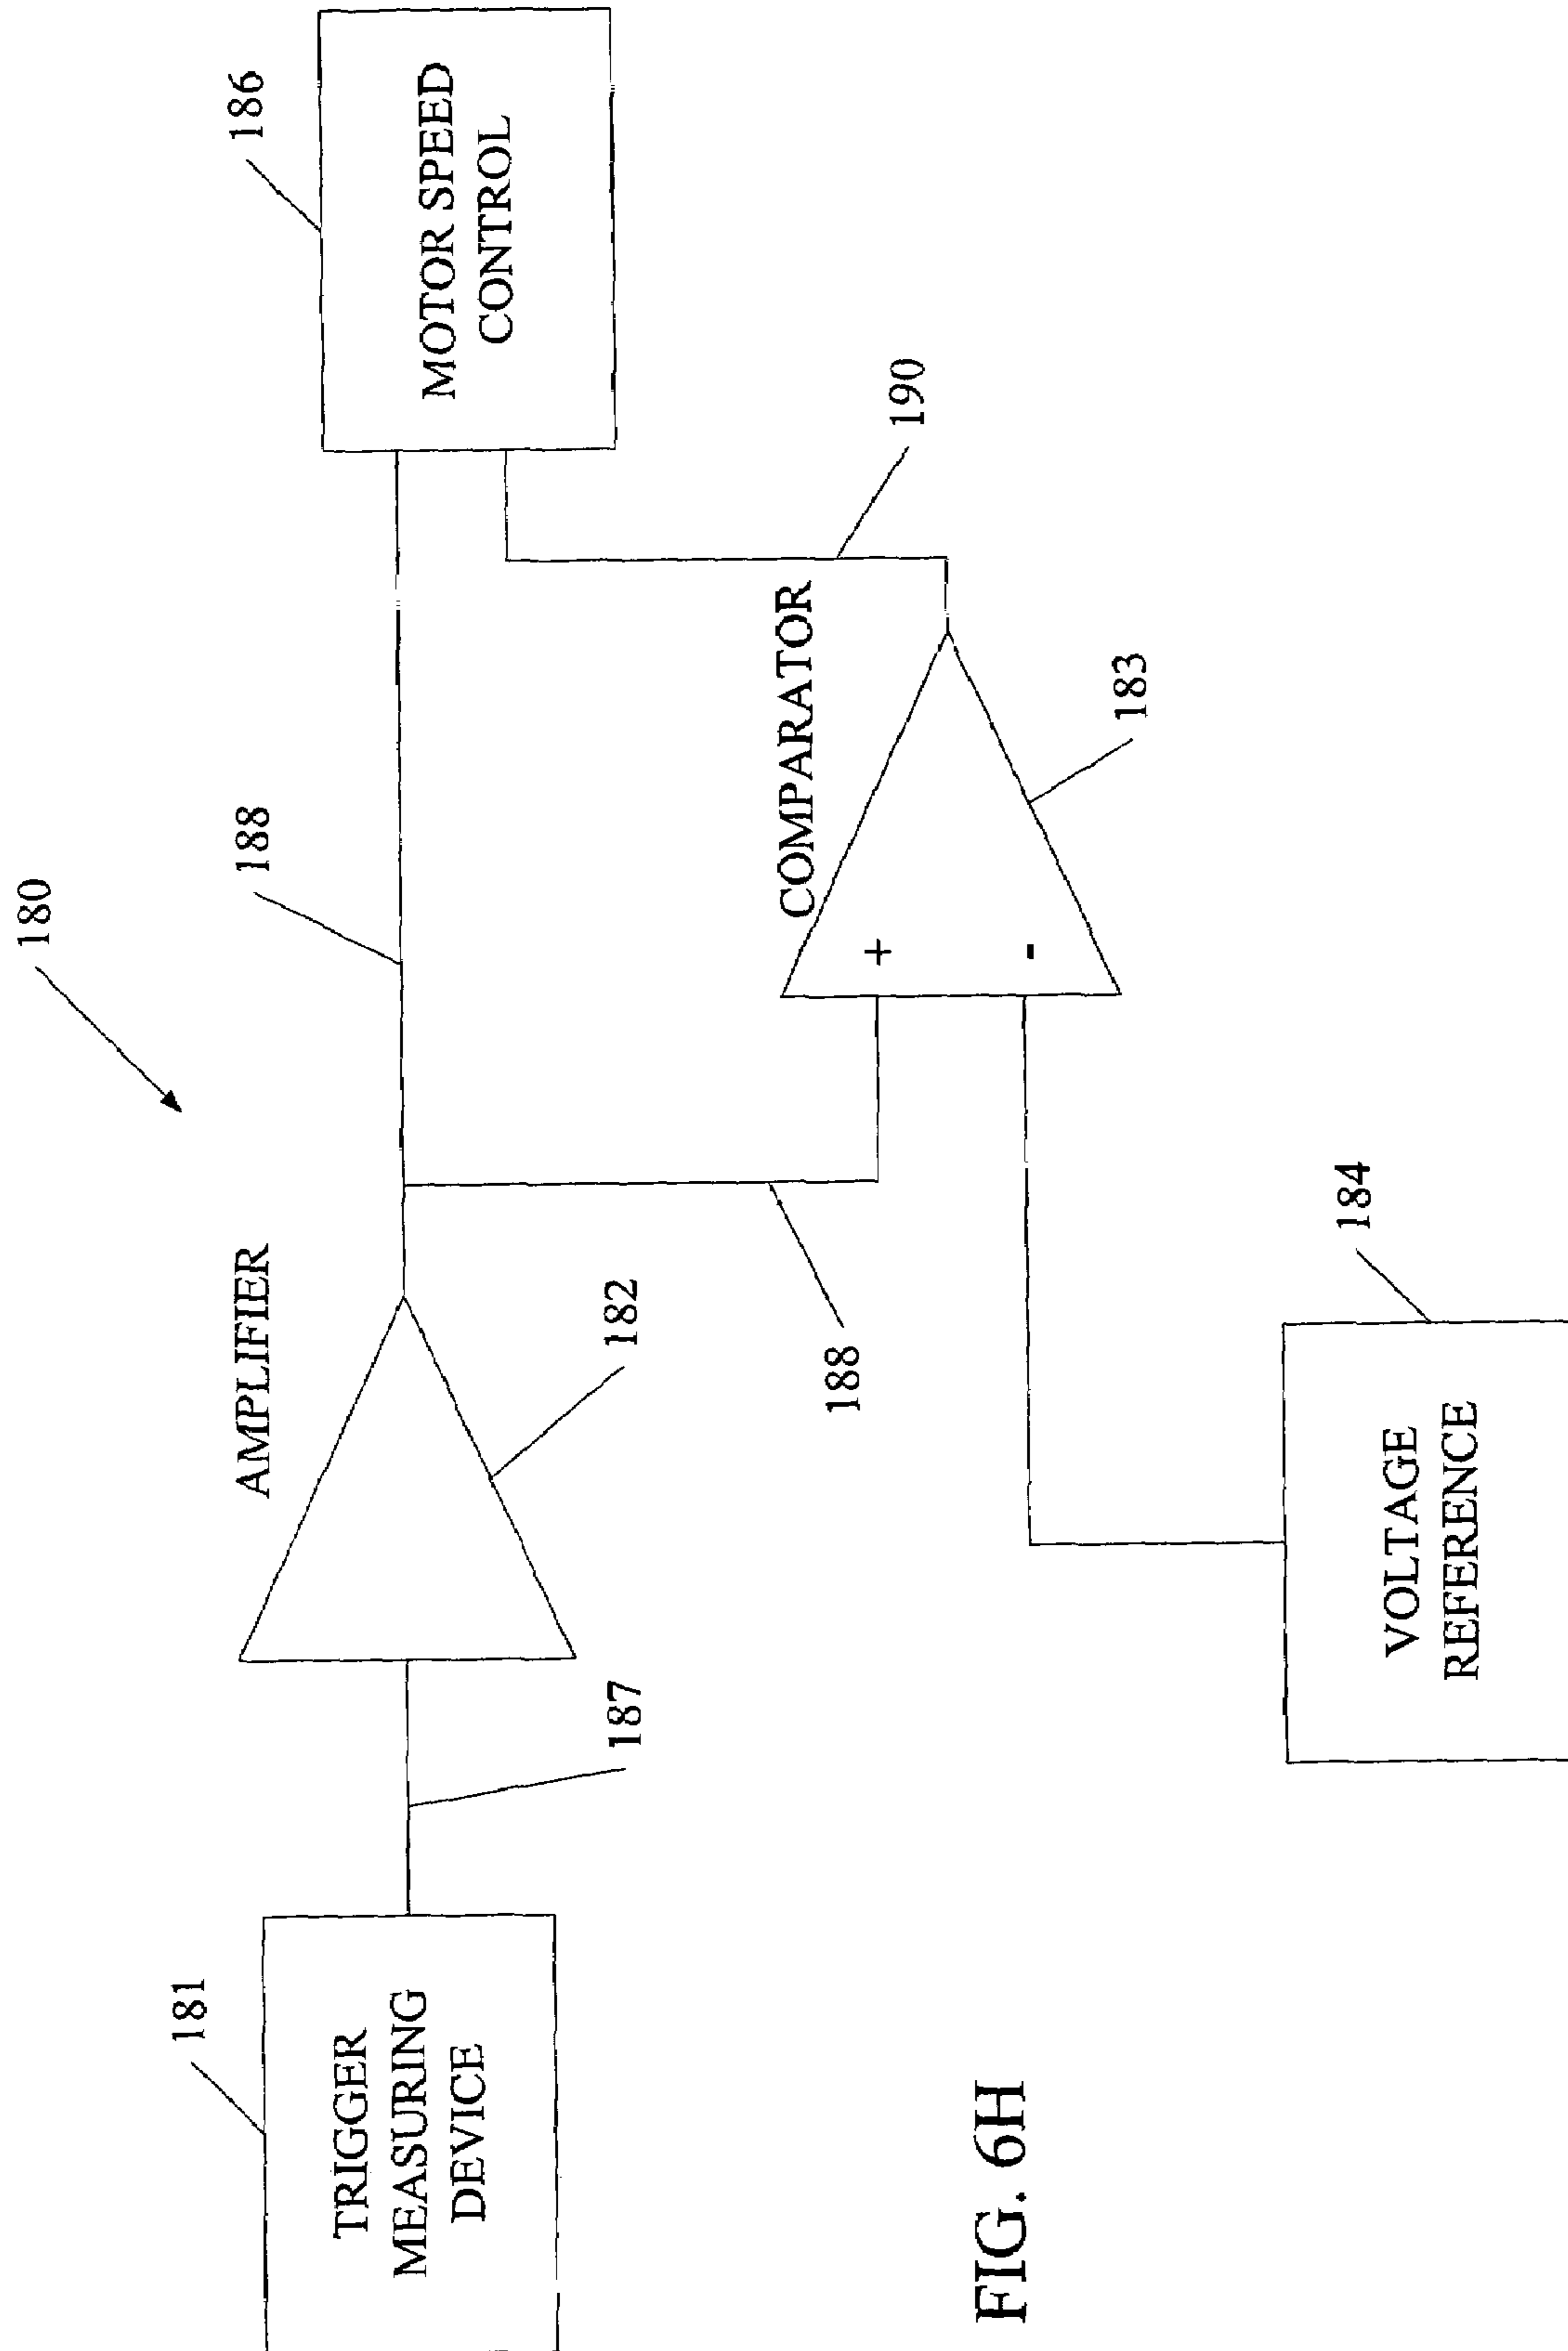 180
181
TRIGGER
MEASURING
DEVICE
187
AMPLIFIER
182
188
188
186
MOTOR SPEED
CONTROL
COMPARATOR
+
-
183
190
184
VOLTAGE
REFERENCE
FIG. 6H